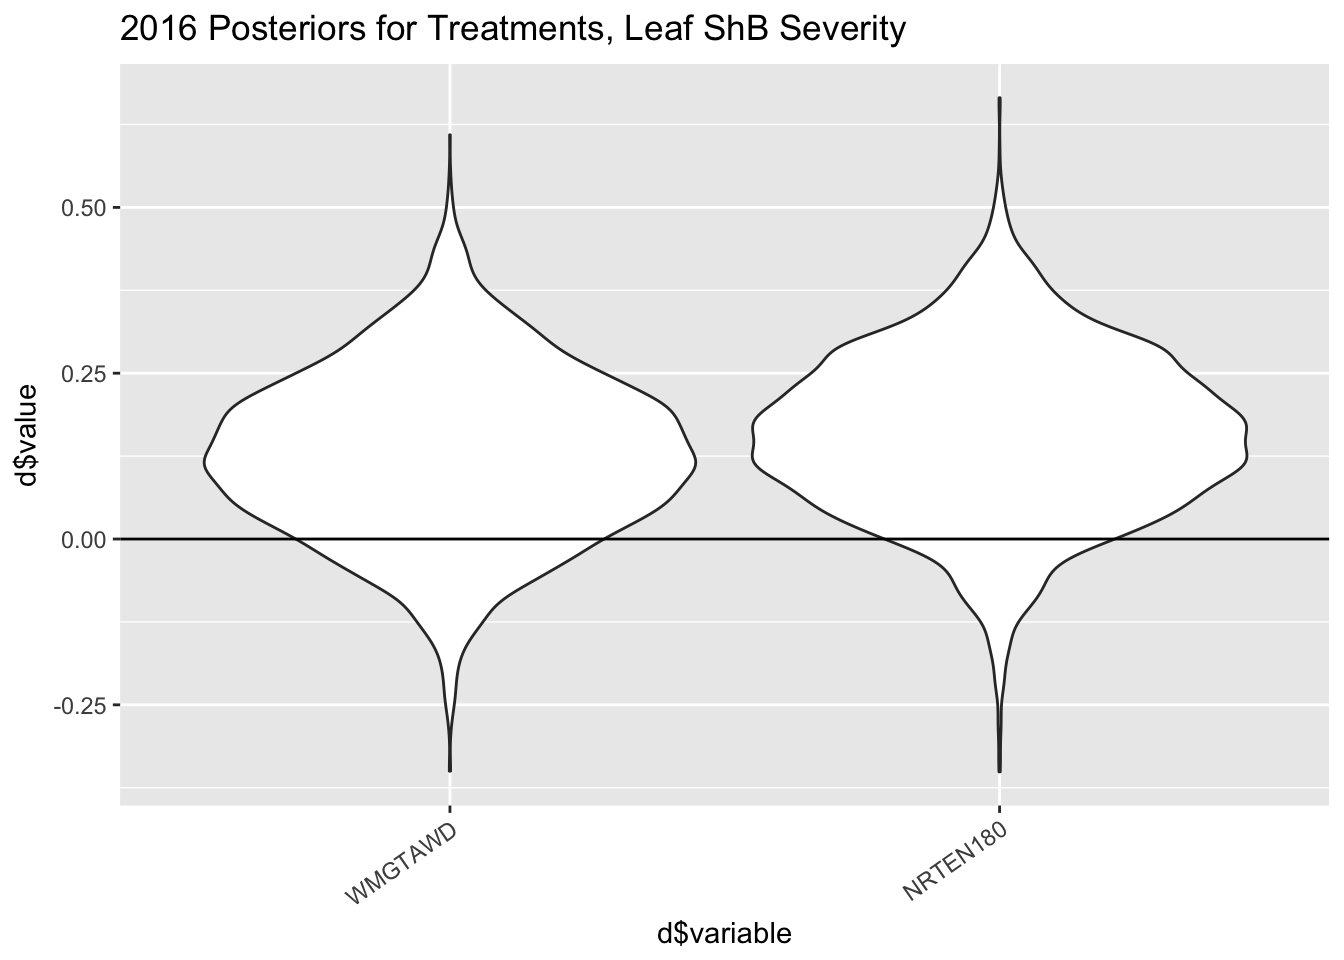 2016 Posteriors for Treatments, Leaf ShB Severity
d$value
0.50
0.25
0.00
-0.25
WMGTAWD
NRTEN180
d$variable